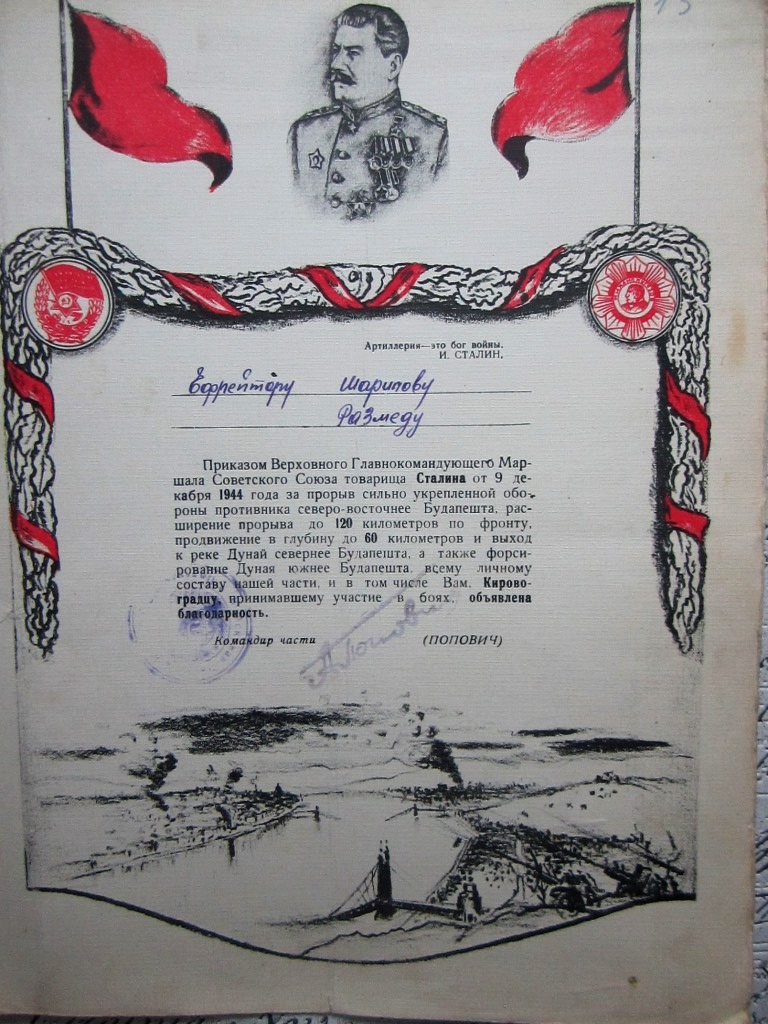 Артиллерия—это бог войны.
И. СТАЛИН.
Ефрейтору Шарипову
Размеду
Приказом Верховного Главнокомандующего Мар-
шала Советского Союза товарища Сталина от 9 де-
кабря 1944 года за прорыв сильно укрепленной обо-
роны противника северо-восточнее Будапешта, рас-
ширение прорыва до 120 километров по фронту,
продвижение в глубину до 60 километров и выход
к реке Дунай севернее Будапешта, а также форси-
рование Дуная южнее Будапешта, всему личному
составу нашей части, и в том числе Вам, Кирово-
градцу, принимавшему участие в боях, объявлена
благодарность.
Командир части (ПОПОВИЧ)